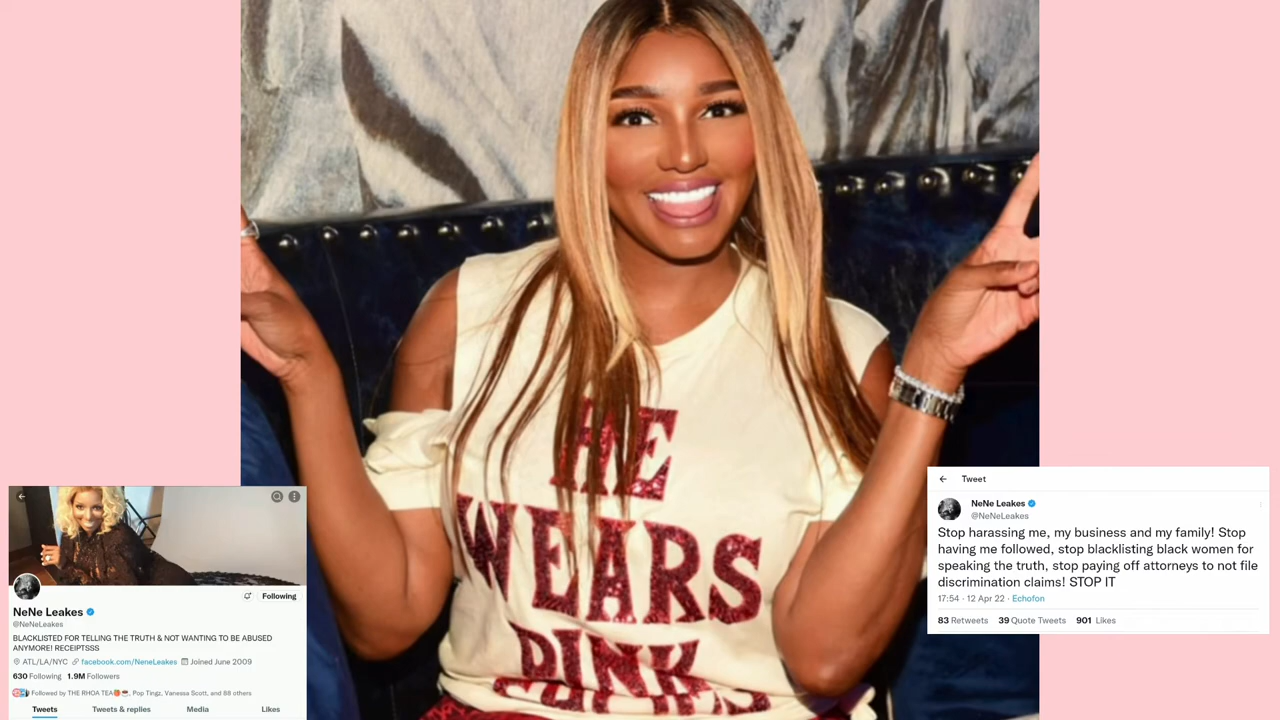 HE
WEARS
PINK
NeNe Leakes
@NeNeLeakes
BLACKLISTED FOR TELLING THE TRUTH & NOT WANTING TO BE ABUSED
ANYMORE! RECEIPTSSS
ATL/LA/NYC facebook.com/NeneLeakes Joined June 2009
630 Following 1.9M Followers
Followed by THE RHOA TEA🍑☕, Pop Tingz, Vanessa Scott, and 88 others
Tweets Tweets & replies Media Likes
Following
Tweet
NeNe Leakes
@NeNeLeakes
Stop harassing me, my business and my family! Stop
having me followed, stop blacklisting black women for
speaking the truth, stop paying off attorneys to not file
discrimination claims! STOP IT
17:54 · 12 Apr 22 · Echofon
83 Retweets 39 Quote Tweets 901 Likes